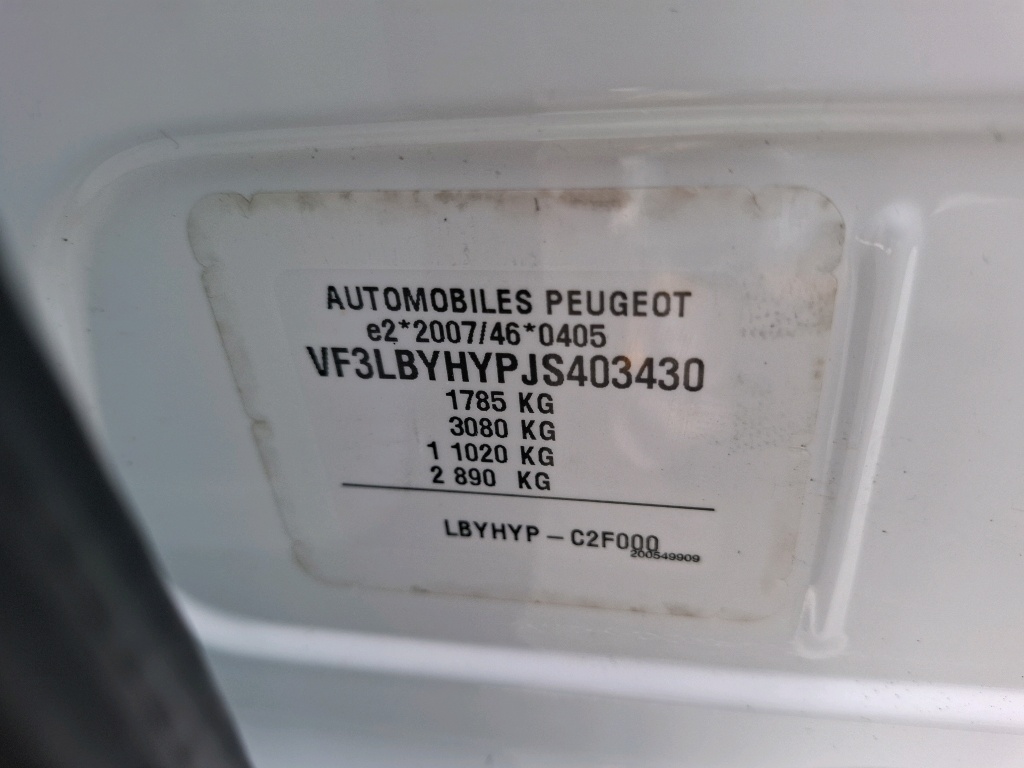 AUTOMOBILES PEUGEOT
e2*2007/46*0405
VF3LBYHYPJS403430
1785 KG
3080 KG
1 1020 KG
2 890 KG
LBYHYP - C2F000
200549909